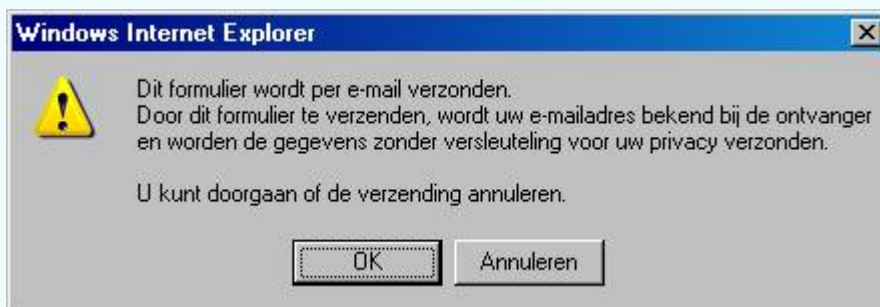 Windows Internet Explorer
Dit formulier wordt per e-mail verzonden.
Door dit formulier te verzenden, wordt uw e-mailadres bekend bij de ontvanger
en worden de gegevens zonder versleuteling voor uw privacy verzonden.
U kunt doorgaan of de verzending annuleren.
OK
Annuleren